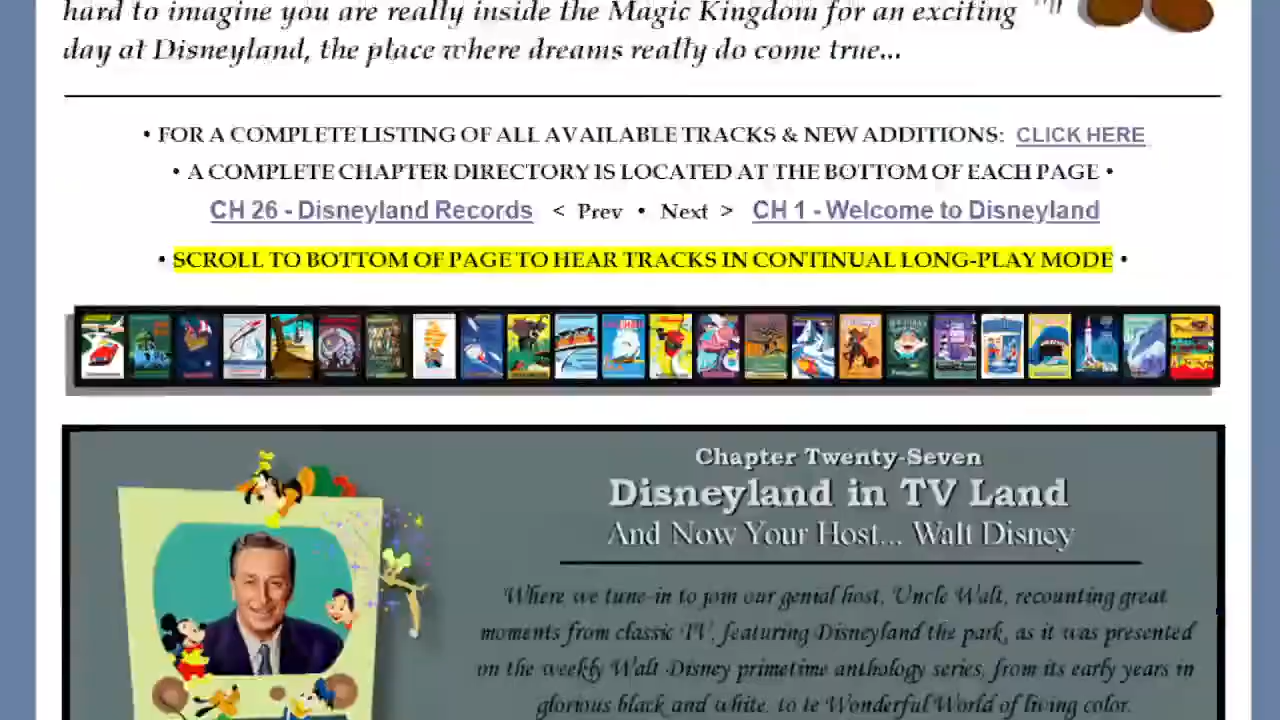 hard to imagine you are really inside the Magic Kingdom for an exciting
day at Disneyland, the place where dreams really do come true...
• FOR A COMPLETE LISTING OF ALL AVAILABLE TRACKS & NEW ADDITIONS: CLICK HERE
• A COMPLETE CHAPTER DIRECTORY IS LOCATED AT THE BOTTOM OF EACH PAGE •
CH 26 - Disneyland Records < Prev • Next > CH 1 - Welcome to Disneyland
• SCROLL TO BOTTOM OF PAGE TO HEAR TRACKS IN CONTINUAL LONG-PLAY MODE •
Chapter Twenty-Seven
Disneyland in TV Land
And Now Your Host... Walt Disney
Where we tune-in to join our genial host, Uncle Walt, recounting great
moments from classic TV, featuring Disneyland the park, as it was presented
on the weekly Walt Disney primetime anthology series, from its early years in
glorious black and white, to te Wonderful World of living color.